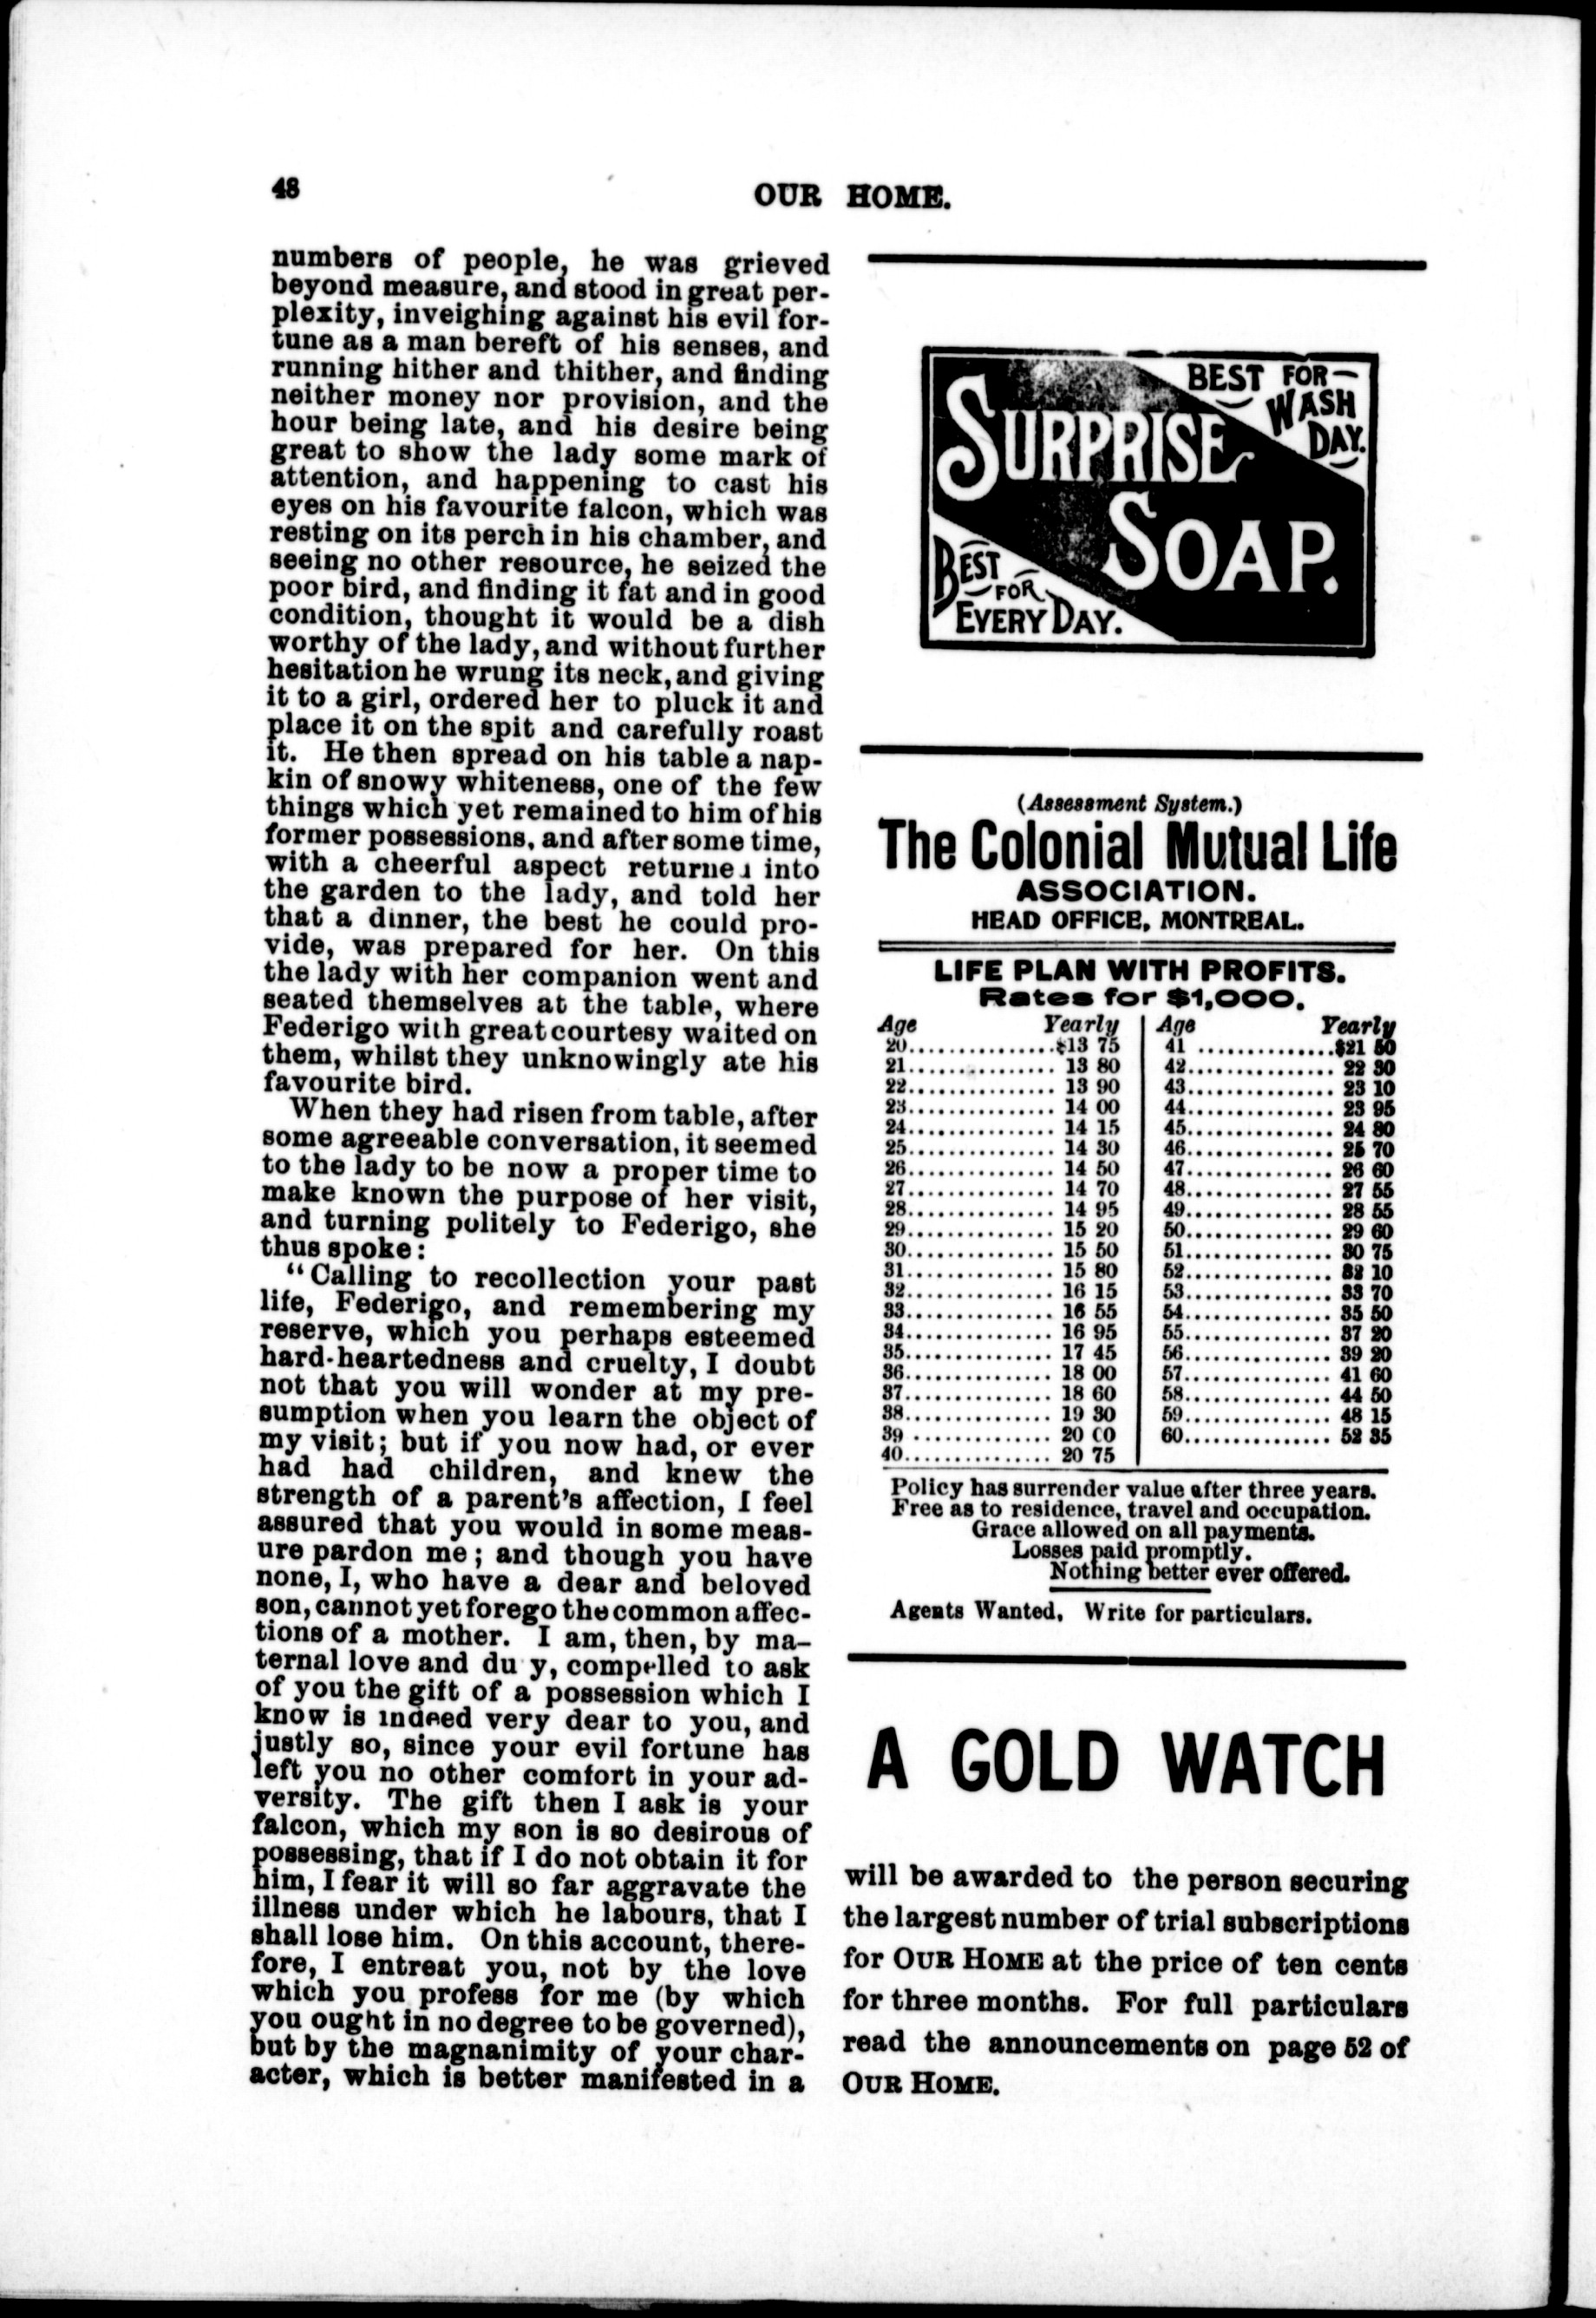 48
OUR HOME.
numbers of people, he was grieved
beyond measure, and stood in great per-
plexity, inveighing against his evil for-
tune as a man bereft of his senses, and
running hither and thither, and finding
neither money nor provision, and the
hour being late, and his desire being
great to show the lady some mark of
attention, and happening to cast his
eyes on his favourite falcon, which was
resting on its perch in his chamber, and
seeing no other resource, he seized the
poor bird, and finding it fat and in good
condition, thought it would be a dish
worthy of the lady, and without further
hesitation he wrung its neck, and giving
it to a girl, ordered her to pluck it and
place it on the spit and carefully roast
it. He then spread on his table a nap-
kin of snowy whiteness, one of the few
things which yet remained to him of his
former possessions, and after some time,
with a cheerful aspect returned into
the garden to the lady, and told her
that a dinner, the best he could pro-
vide, was prepared for her. On this
the lady with her companion went and
seated themselves at the table, where
Federigo with great courtesy waited on
them, whilst they unknowingly ate his
favourite bird.
When they had risen from table, after
some agreeable conversation, it seemed
to the lady to be now a proper time to
make known the purpose of her visit,
and turning politely to Federigo, she
thus spoke:
"Calling to recollection your past
life, Federigo, and remembering my
reserve, which you perhaps esteemed
hard-heartedness and cruelty, I doubt
not that you will wonder at my pre-
sumption when you learn the object of
my visit; but if you now had, or ever
had had children, and knew the
strength of a parent's affection, I feel
assured that you would in some meas-
ure pardon me; and though you have
none, I, who have a dear and beloved
son, cannot yet forego the common affec-
tions of a mother. I am, then, by ma-
ternal love and du y, compelled to ask
of you the gift of a possession which I
know is indeed very dear to you, and
justly so, since your evil fortune has
left you no other comfort in your ad-
versity. The gift then I ask is your
falcon, which my son is so desirous of
possessing, that if I do not obtain it for
him, I fear it will so far aggravate the
illness under which he labours, that I
shall lose him. On this account, there-
fore, I entreat you, not by the love
which you profess for me (by which
you ought in no degree to be governed),
but by the magnanimity of your char-
acter, which is better manifested in a
BEST FOR
WASH
DAY.
SURPRISE
SOAP.
BEST
FOR
EVERY DAY.
(Assessment System.)
The Colonial Mutual Life
ASSOCIATION.
HEAD OFFICE, MONTREAL.
LIFE PLAN WITH PROFITS.
Rates for $1,000.
Age Yearly
20...............$13 75
21............... 13 80
22............... 13 90
23............... 14 00
24............... 14 15
25............... 14 30
26............... 14 50
27............... 14 70
28............... 14 95
29............... 15 20
30............... 15 50
31............... 15 80
32............... 16 15
33............... 16 55
34............... 16 95
35............... 17 45
36............... 18 00
37............... 18 60
38............... 19 30
39 .............. 20 00
40............... 20 75
Age Yearly
41 ..............$21 50
42............... 22 30
43............... 23 10
44............... 23 95
45............... 24 80
46............... 25 70
47............... 26 60
48............... 27 55
49............... 28 55
50............... 29 60
51............... 30 75
52............... 32 10
53............... 33 70
54............... 35 50
55............... 37 20
56............... 39 20
57............... 41 60
58............... 44 50
59............... 48 15
60............... 52 35
Policy has surrender value after three years.
Free as to residence, travel and occupation.
Grace allowed on all payments.
Losses paid promptly.
Nothing better ever offered.
Agents Wanted, Write for particulars.
A GOLD WATCH
will be awarded to the person securing
the largest number of trial subscriptions
for OUR HOME at the price of ten cents
for three months. For full particulars
read the announcements on page 52 of
OUR HOME.